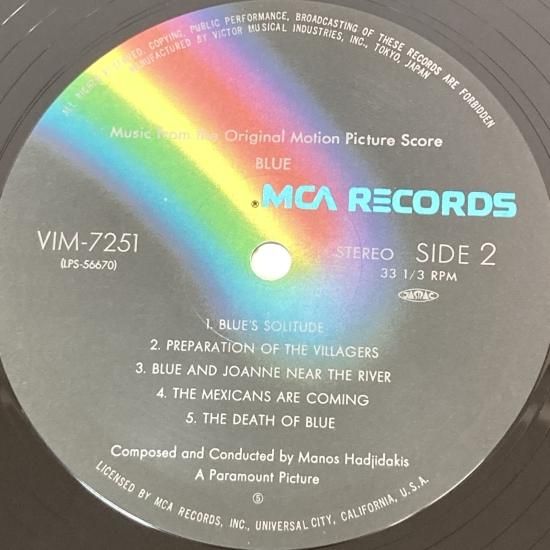 ALL RIGHTS RESERVED. COPYING, PUBLIC PERFORMANCE, BROADCASTING OF THESE RECORDS ARE FORBIDDEN
MANUFACTURED BY VICTOR MUSICAL INDUSTRIES, INC., TOKYO, JAPAN
Music from the Original Motion Picture Score
BLUE
® MCA RECORDS
VIM-7251
(LPS-56670)
STEREO SIDE 2
33 1/3 RPM
JASRAC
1. BLUE'S SOLITUDE
2. PREPARATION OF THE VILLAGERS
3. BLUE AND JOANNE NEAR THE RIVER
4. THE MEXICANS ARE COMING
5. THE DEATH OF BLUE
Composed and Conducted by Manos Hadjidakis
A Paramount Picture
Ⓢ
LICENSED BY MCA RECORDS, INC., UNIVERSAL CITY, CALIFORNIA, U.S.A.